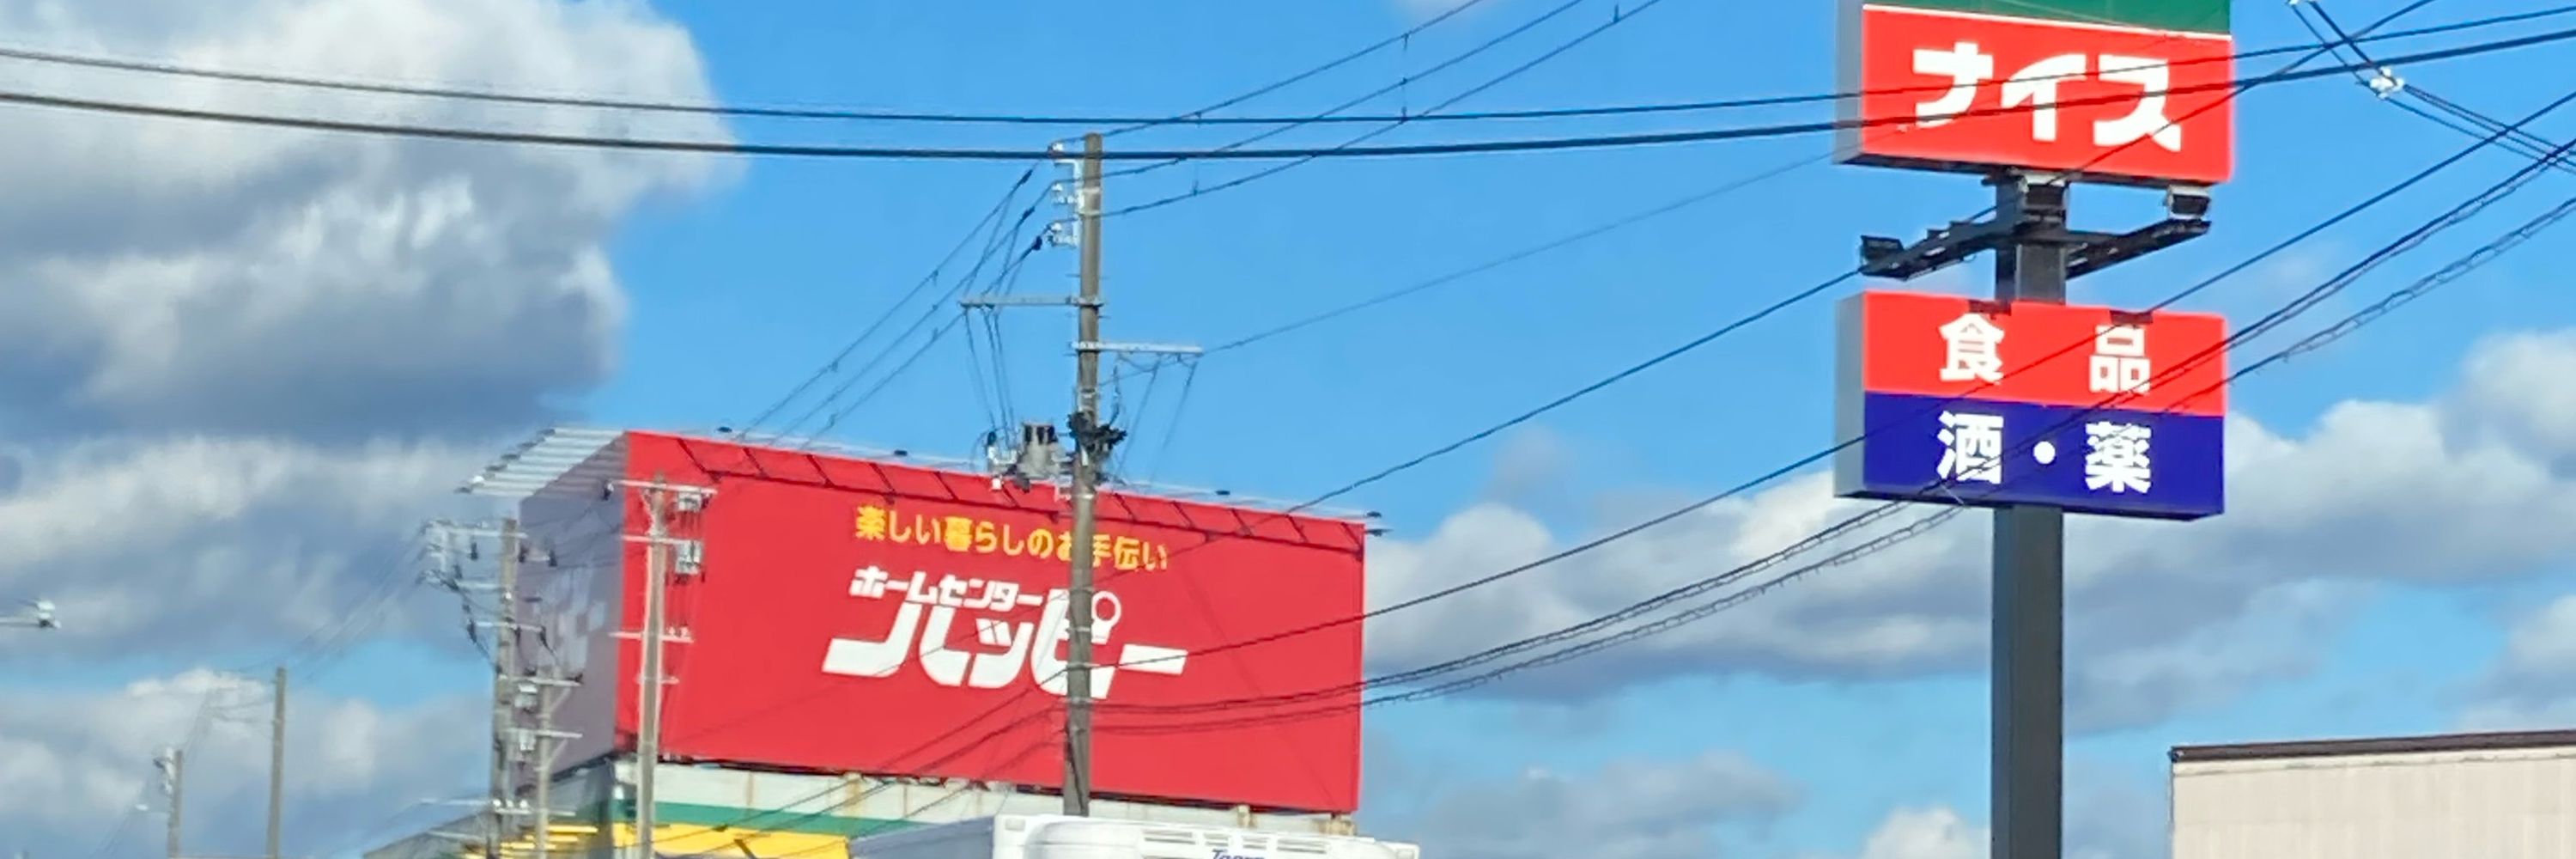 ナイス
食品
酒・薬
楽しい暮らしのお手伝い
ホームセンター
ハッピー